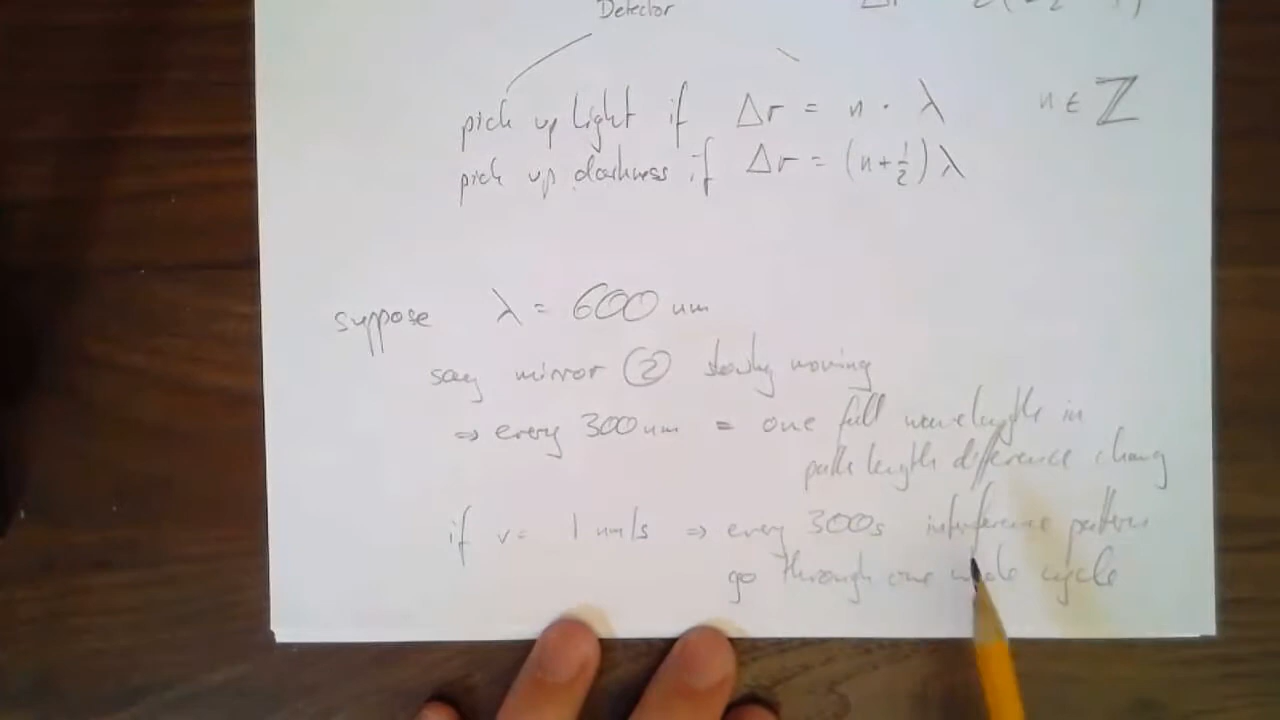 Detector
pick up light if Δr = n · λ n ∈ ℤ
pick up darkness if Δr = (n+½) λ
suppose λ = 600 nm
say mirror ② slowly moving
⇒ every 300 nm = one full wavelength in
path length difference chang
if v = 1 nm/s ⇒ every 300s interference pattern
go through one whole cycle